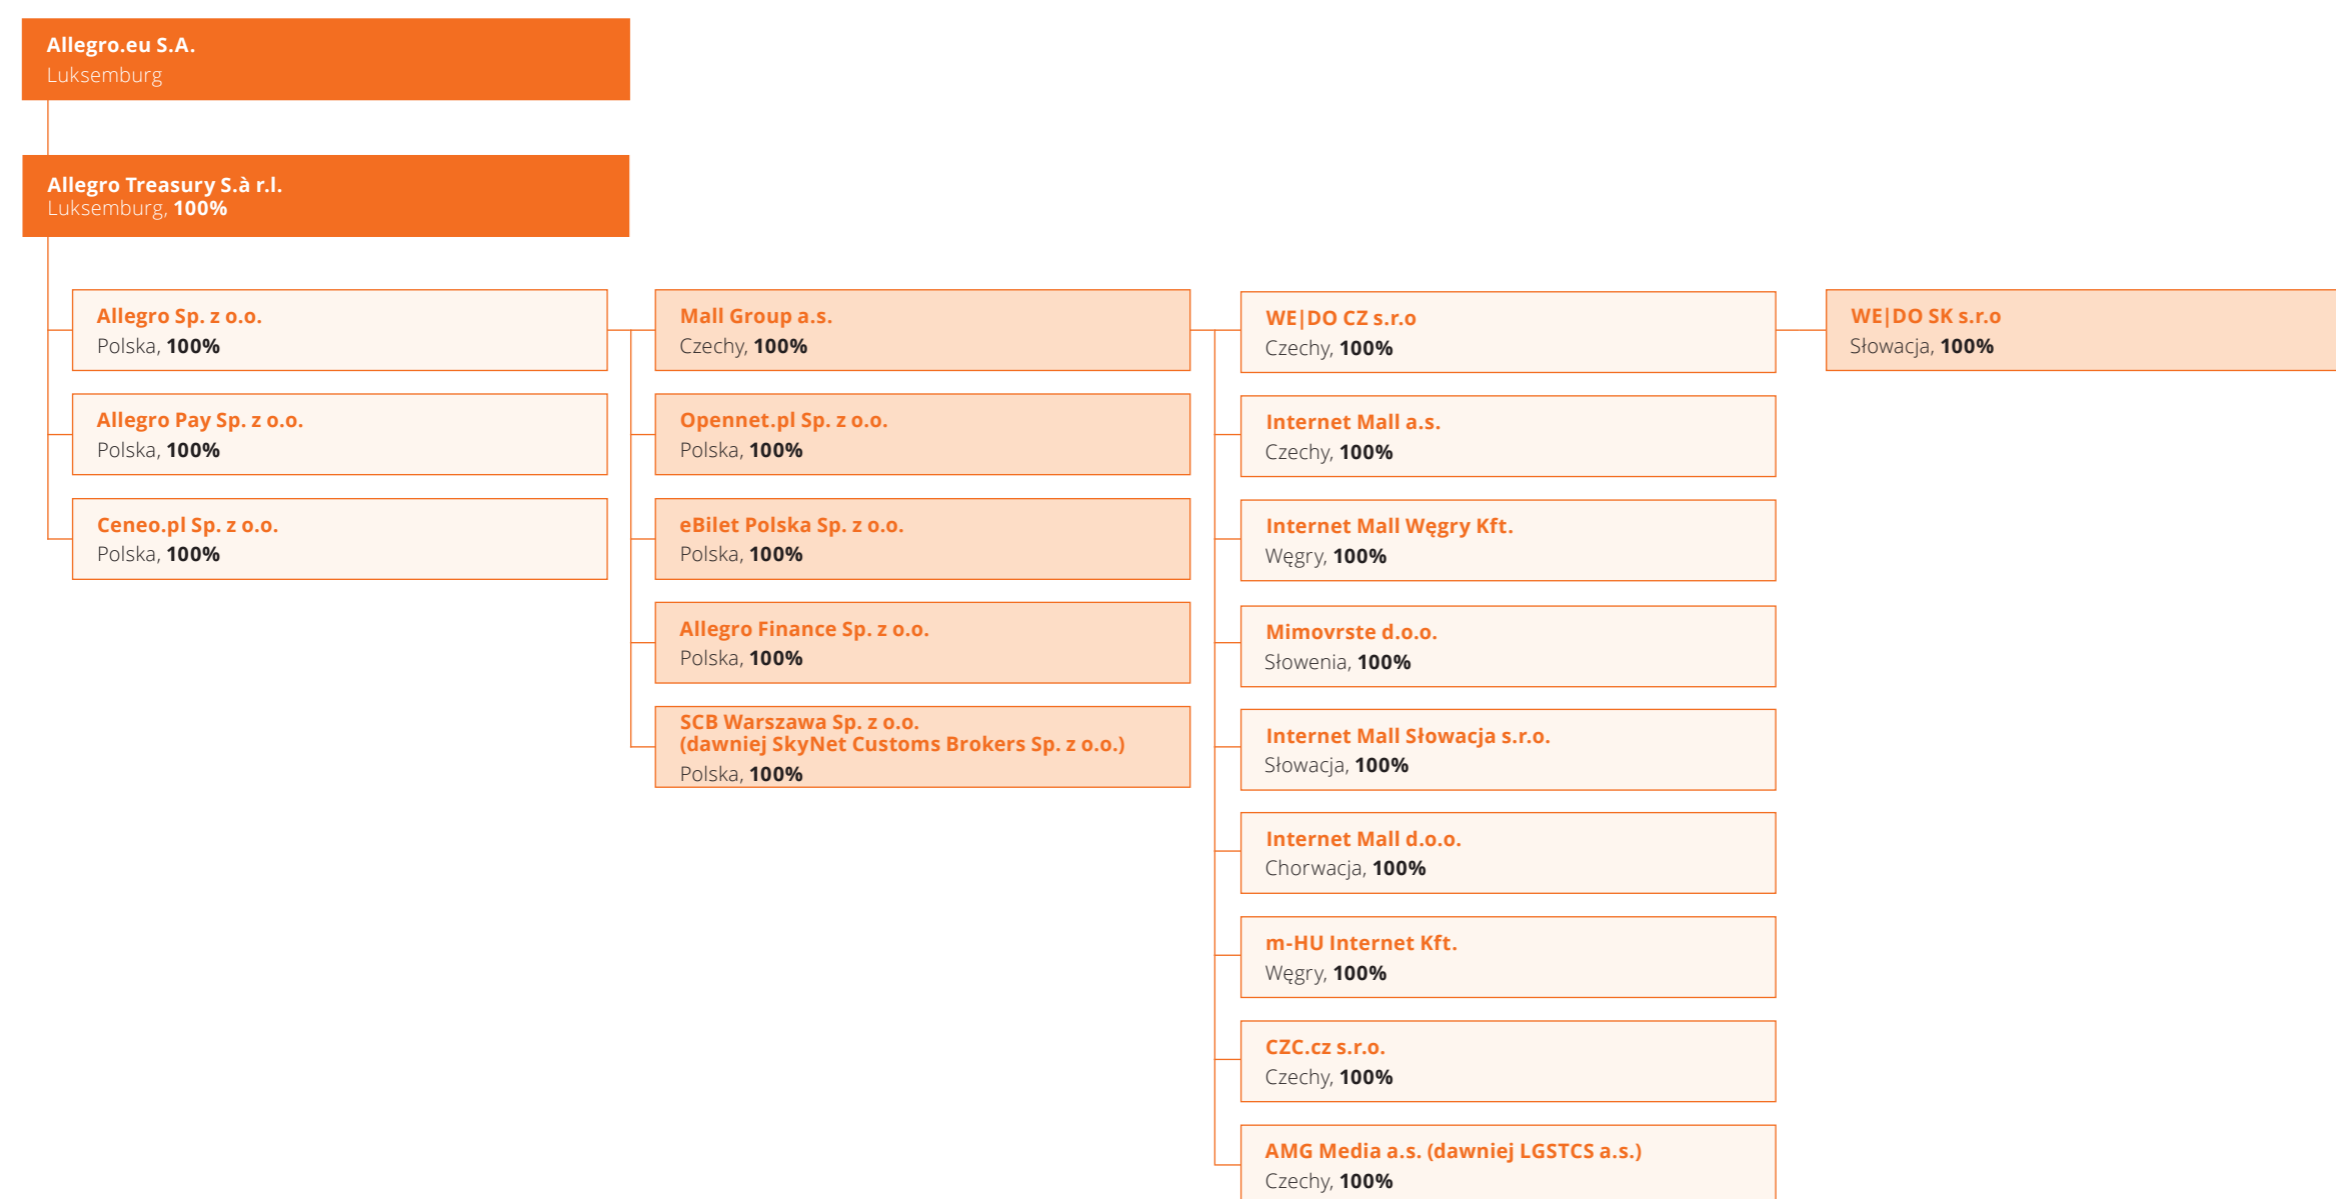 Allegro.eu S.A.
Luksemburg
Allegro Treasury S.à r.l.
Luksemburg, 100%
Allegro Sp. z o.o.
Polska, 100%
Allegro Pay Sp. z o.o.
Polska, 100%
Ceneo.pl Sp. z o.o.
Polska, 100%
Mall Group a.s.
Czechy, 100%
Opennet.pl Sp. z o.o.
Polska, 100%
eBilet Polska Sp. z o.o.
Polska, 100%
Allegro Finance Sp. z o.o.
Polska, 100%
SCB Warszawa Sp. z o.o.
(dawniej SkyNet Customs Brokers Sp. z o.o.)
Polska, 100%
WE|DO CZ s.r.o
Czechy, 100%
Internet Mall a.s.
Czechy, 100%
Internet Mall Węgry Kft.
Węgry, 100%
Mimovrste d.o.o.
Słowenia, 100%
Internet Mall Słowacja s.r.o.
Słowacja, 100%
Internet Mall d.o.o.
Chorwacja, 100%
m-HU Internet Kft.
Węgry, 100%
CZC.cz s.r.o.
Czechy, 100%
AMG Media a.s. (dawniej LGSTCS a.s.)
Czechy, 100%
WE|DO SK s.r.o
Słowacja, 100%